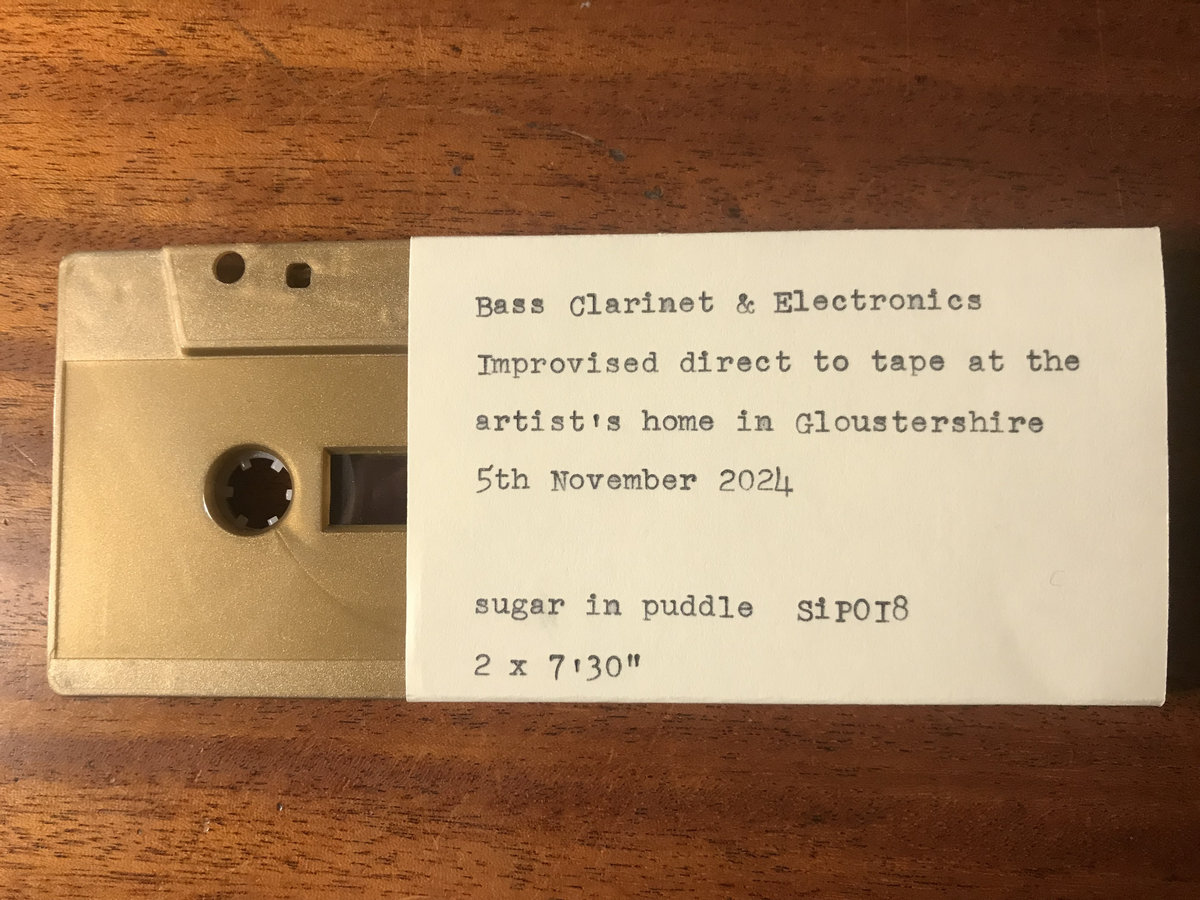 Bass Clarinet & Electronics
Improvised direct to tape at the
artist's home in Gloustershire
5th November 2024
sugar in puddle SiP018
2 x 7'30"